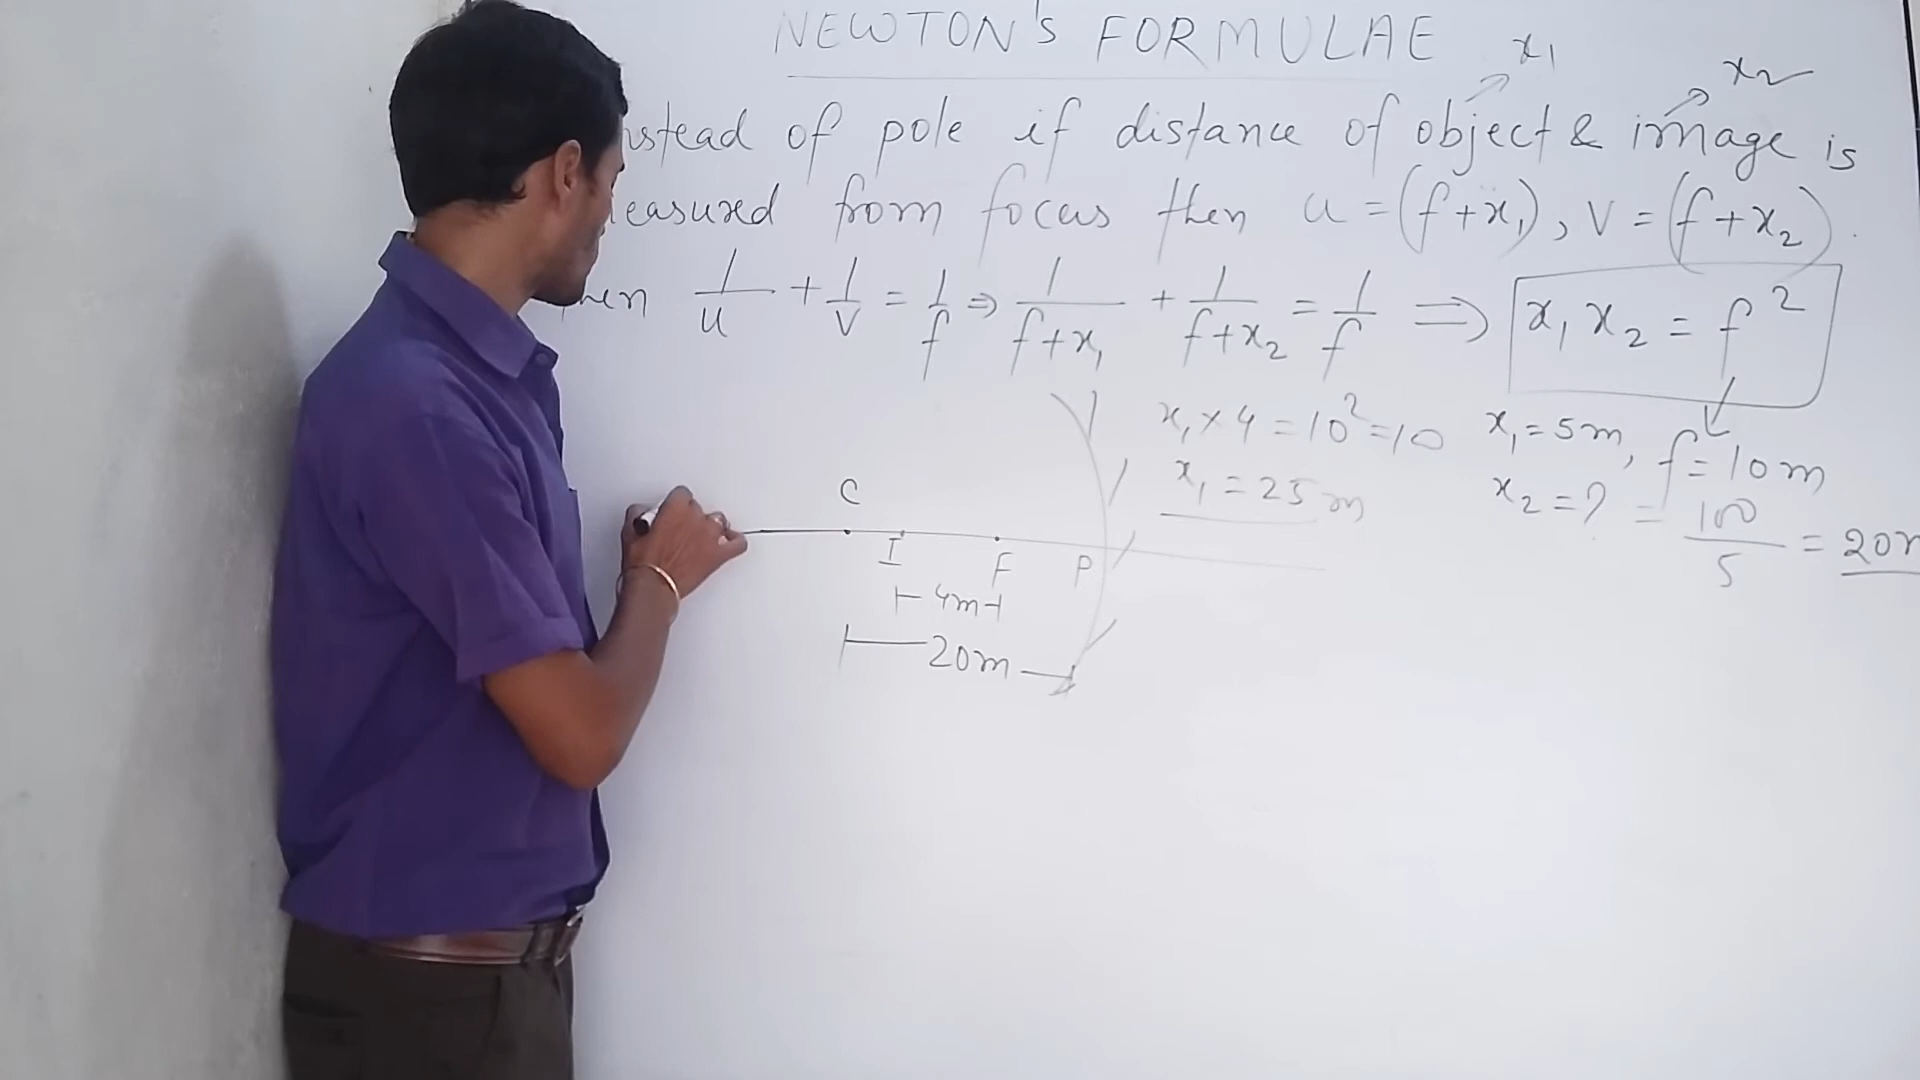 NEWTON's FORMULAE
x₁
x₂
nstead of pole if distance of object & image is
easured from focus then u = (f+x₁), v = (f+x₂).
hen 1/u + 1/v = 1/f ⇒ 1/(f+x₁) + 1/(f+x₂) = 1/f ⇒ x₁ x₂ = f²
x₁ × 4 = 10² = 10
x₁ = 25 m
x₁ = 5m, f = 10m
x₂ = ? = 100/5 = 20m
C
I F P
4m
20m